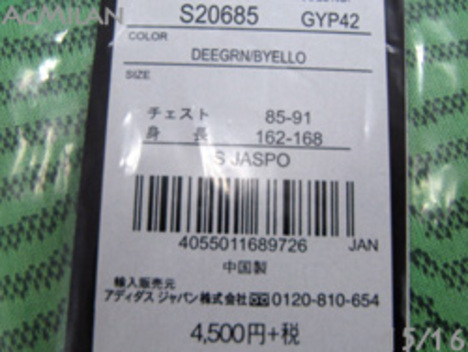 ACMILAN
S20685 GYP42
COLOR
DEEGRN/BYELLO
SIZE
チェスト 85-91
身 長 162-168
S JASPO
4055011689726 JAN
中国製
輸入販売元
アディダス ジャパン株式会社 0120-810-654
4,500円+税
5/16